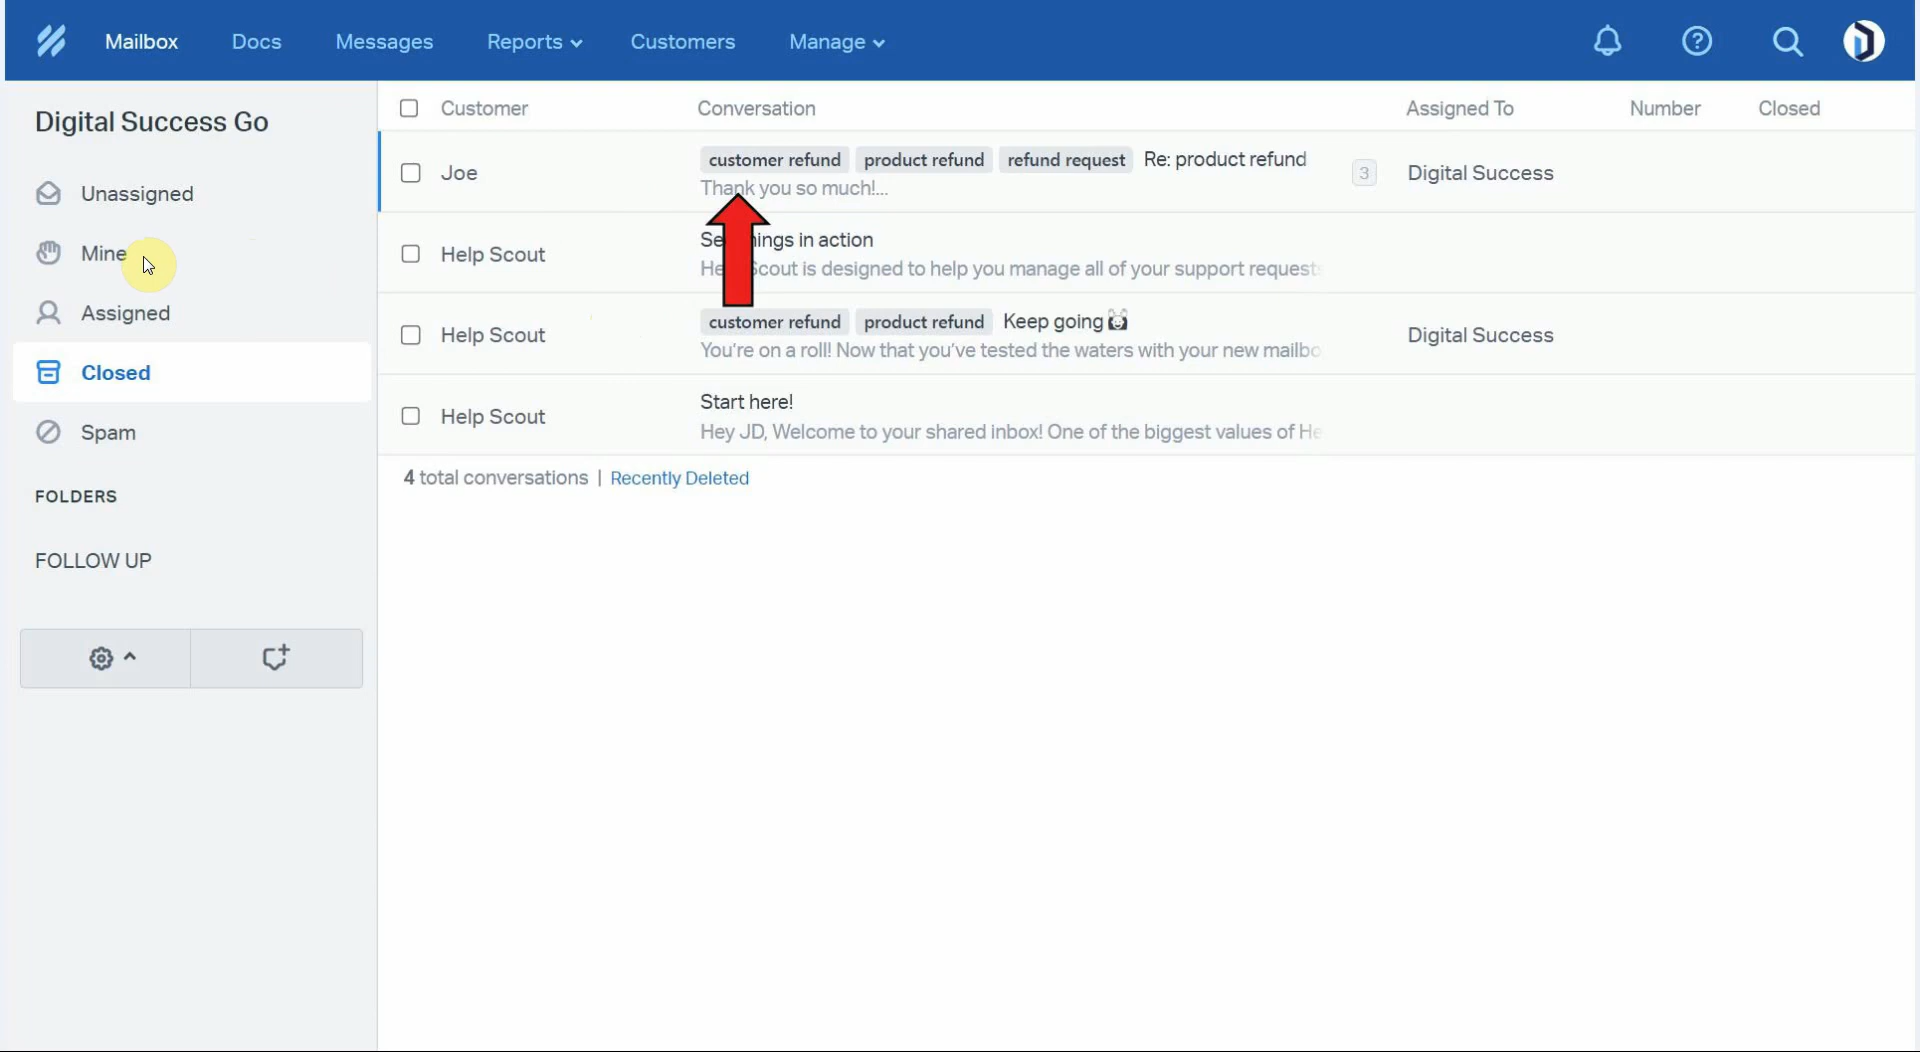 Mailbox Docs Messages Reports Customers Manage
Digital Success Go
Unassigned
Mine
Assigned
Closed
Spam
FOLDERS
FOLLOW UP
Customer Conversation Assigned To Number Closed
Joe customer refund product refund refund request Re: product refund 3 Digital Success
Thank you so much!...
Help Scout in action
Scout is designed to help you manage all of your support requests
Help Scout customer refund product refund Keep going Digital Success
You're on a roll! Now that you've tested the waters with your new mailbo
Help Scout Start here!
Hey JD, Welcome to your shared inbox! One of the biggest values of He
4 total conversations | Recently Deleted